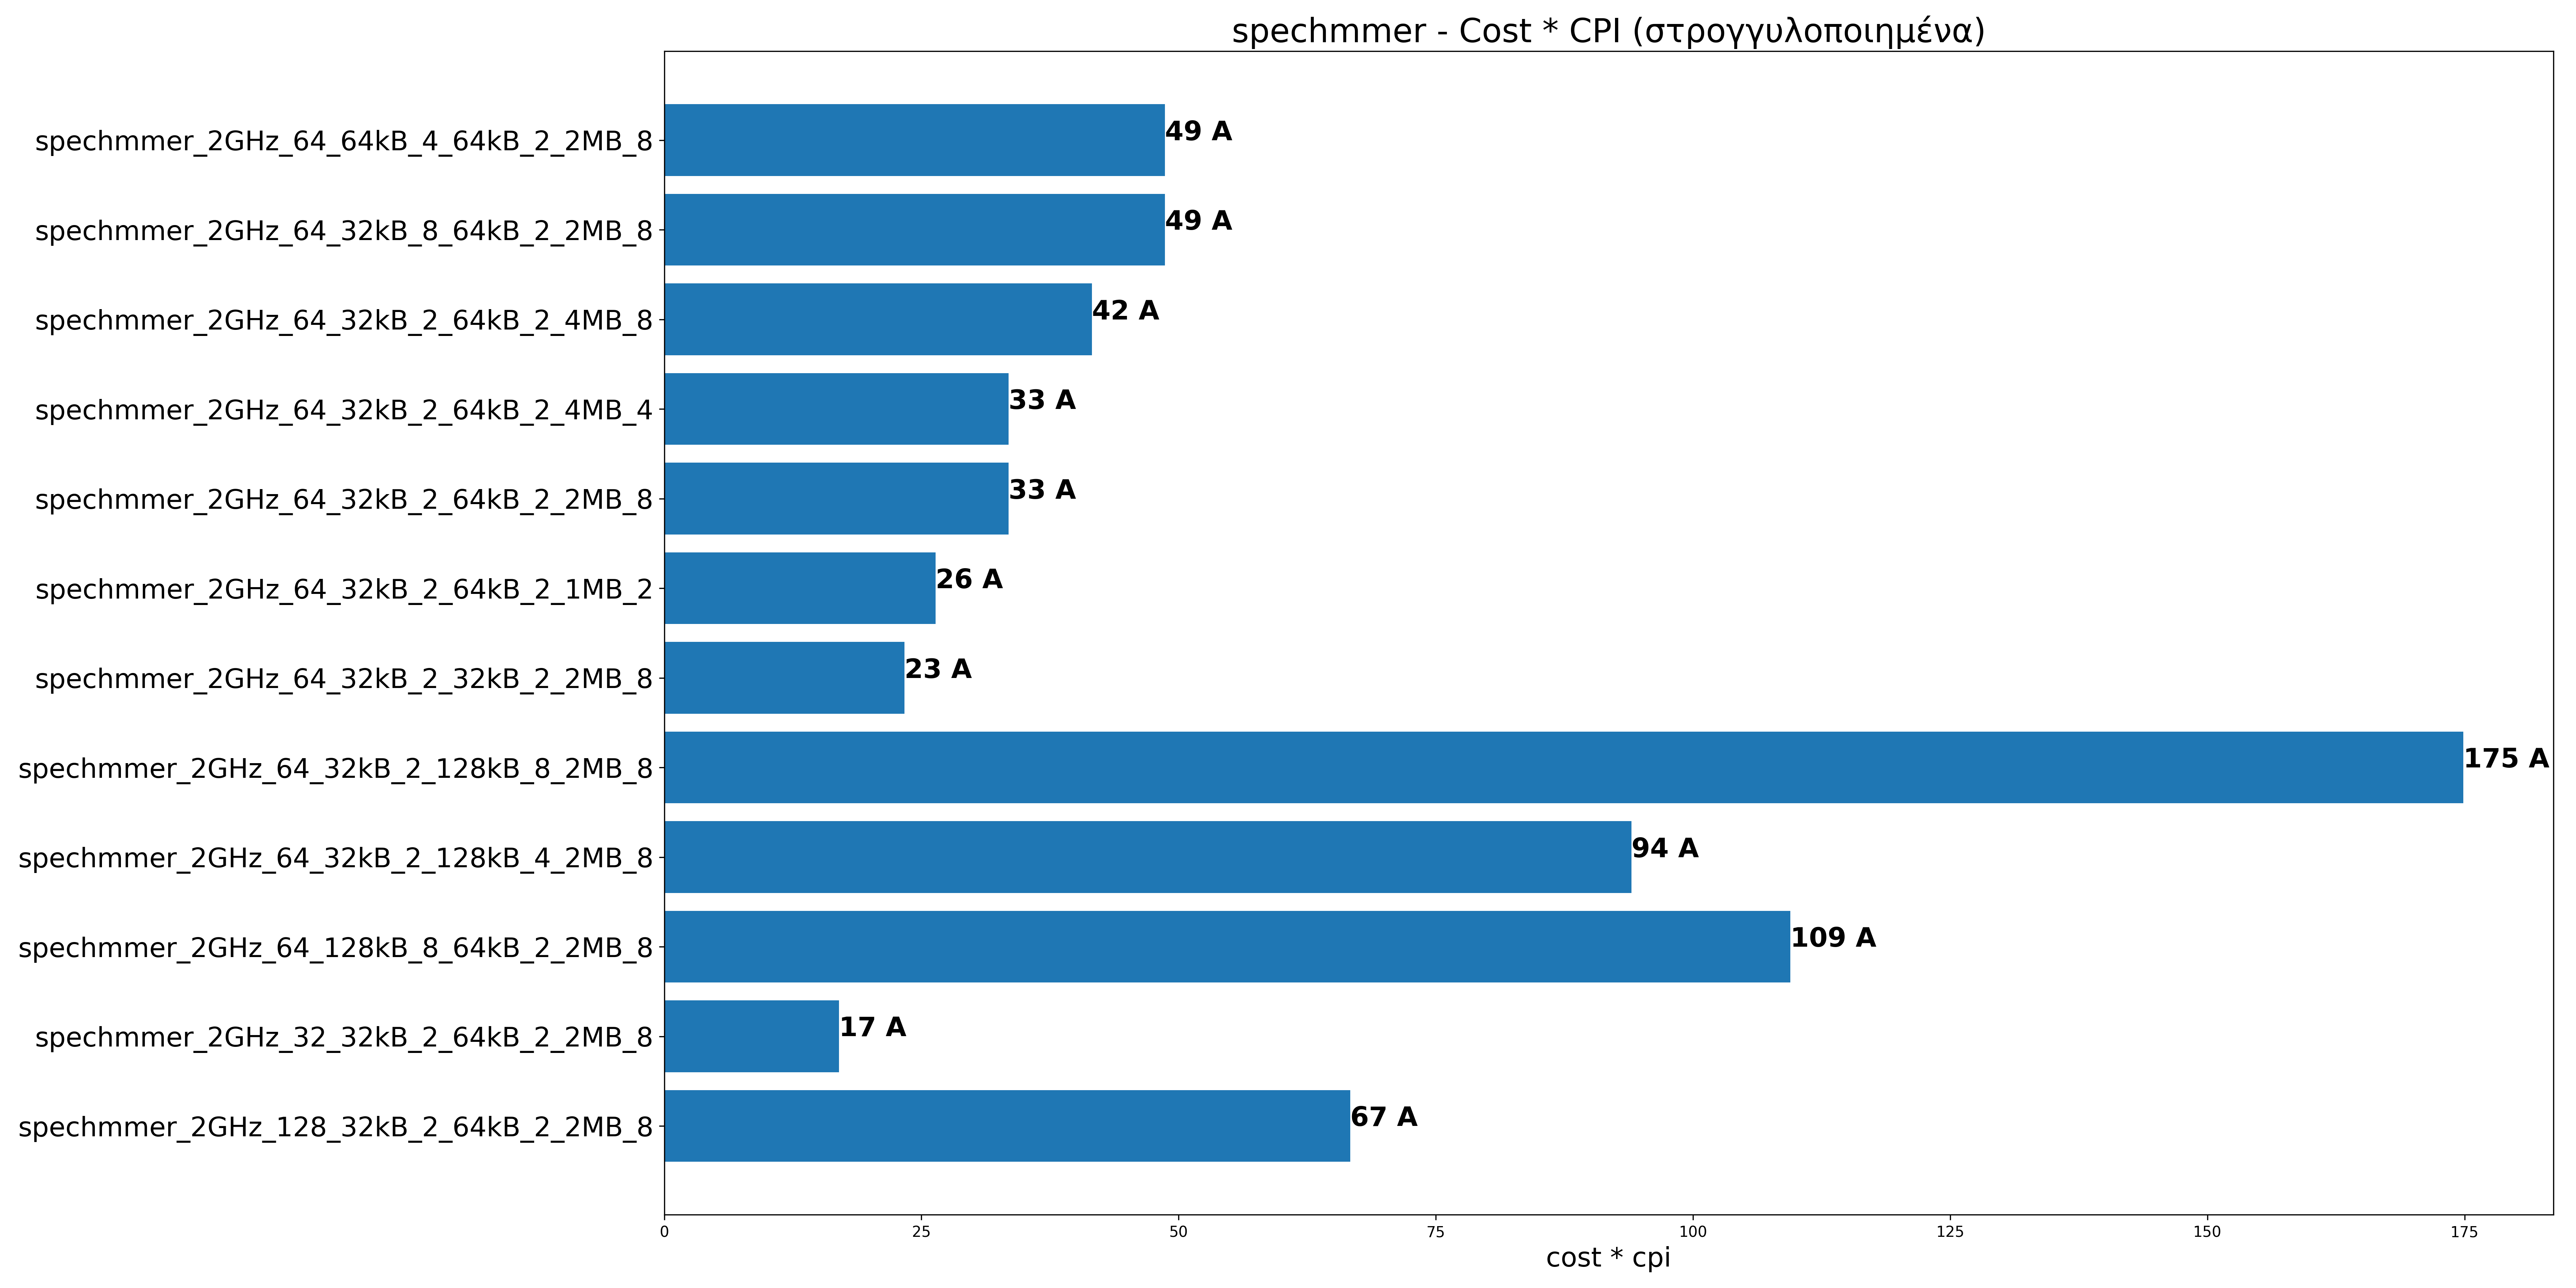 spechmmer - Cost * CPI (στρογγυλοποιημένα)
spechmmer_2GHz_64_64kB_4_64kB_2_2MB_8 49 A
spechmmer_2GHz_64_32kB_8_64kB_2_2MB_8 49 A
spechmmer_2GHz_64_32kB_2_64kB_2_4MB_8 42 A
spechmmer_2GHz_64_32kB_2_64kB_2_4MB_4 33 A
spechmmer_2GHz_64_32kB_2_64kB_2_2MB_8 33 A
spechmmer_2GHz_64_32kB_2_64kB_2_1MB_2 26 A
spechmmer_2GHz_64_32kB_2_32kB_2_2MB_8 23 A
spechmmer_2GHz_64_32kB_2_128kB_8_2MB_8 175 A
spechmmer_2GHz_64_32kB_2_128kB_4_2MB_8 94 A
spechmmer_2GHz_64_128kB_8_64kB_2_2MB_8 109 A
spechmmer_2GHz_32_32kB_2_64kB_2_2MB_8 17 A
spechmmer_2GHz_128_32kB_2_64kB_2_2MB_8 67 A
0 25 50 75 100 125 150 175
cost * cpi